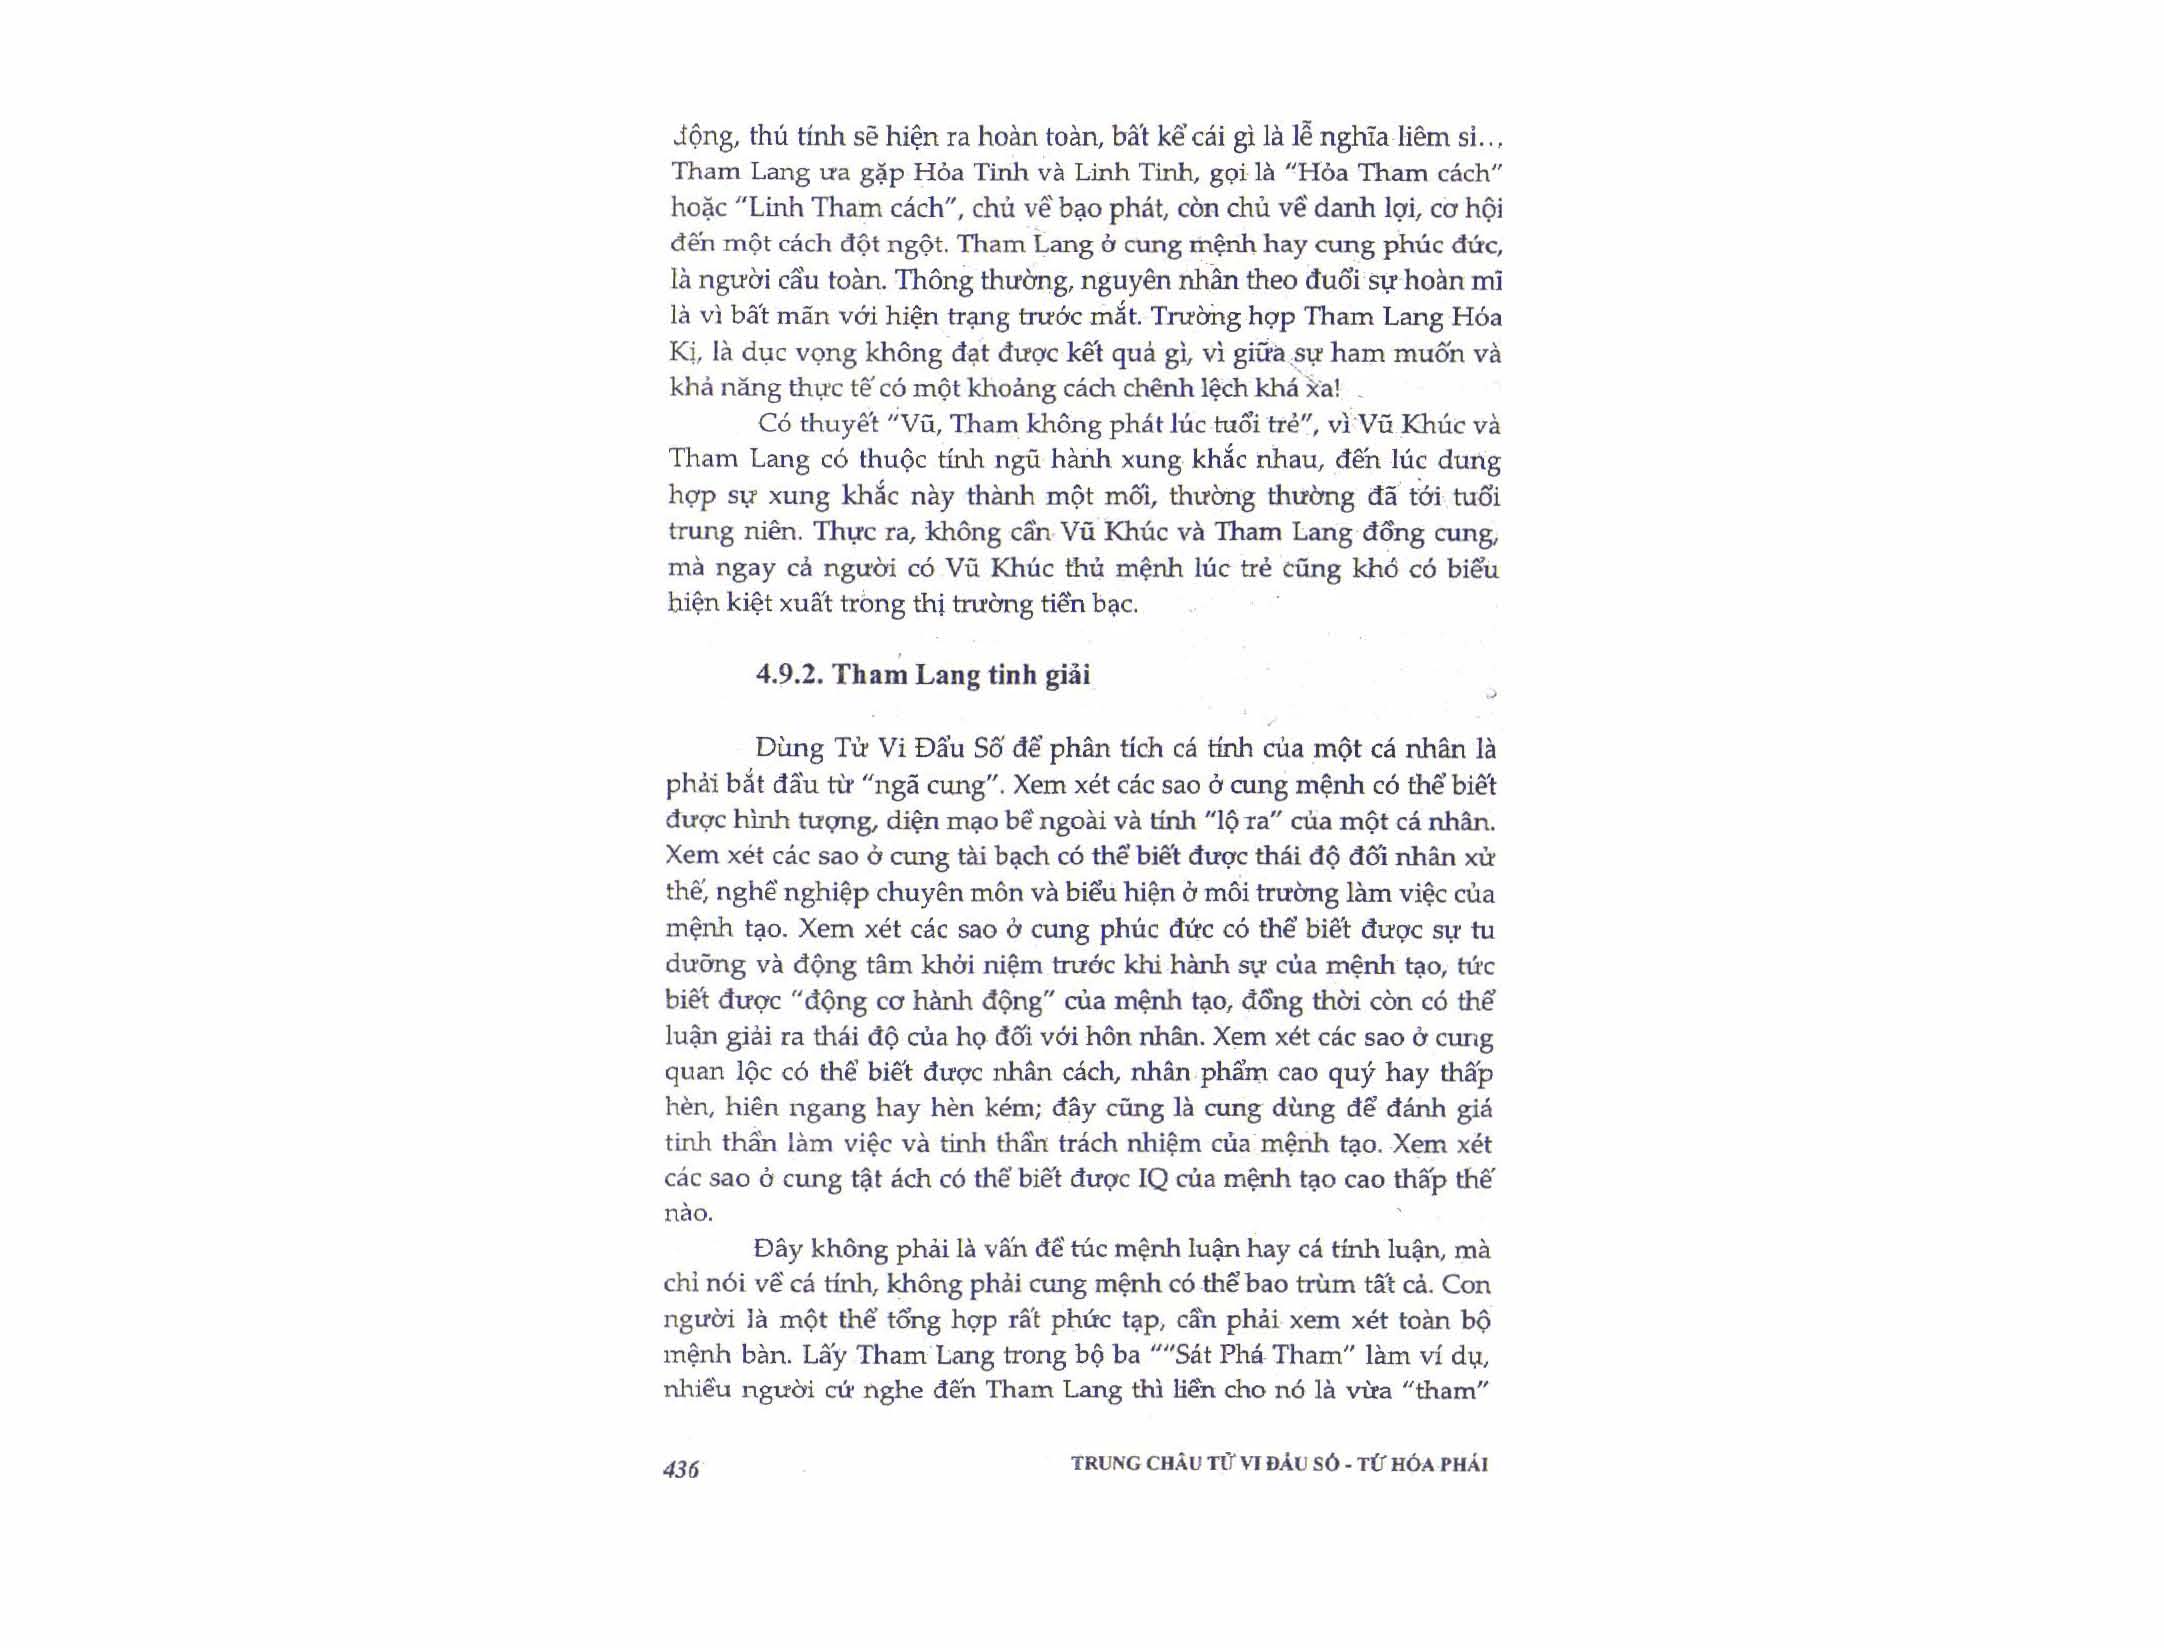 động, thú tính sẽ hiện ra hoàn toàn, bất kể cái gì là lễ nghĩa liêm sỉ...
Tham Lang ưa gặp Hỏa Tinh và Linh Tinh, gọi là "Hỏa Tham cách"
hoặc "Linh Tham cách", chủ về bạo phát, còn chủ về danh lợi, cơ hội
đến một cách đột ngột. Tham Lang ở cung mệnh hay cung phúc đức,
là người cầu toàn. Thông thường, nguyên nhân theo đuổi sự hoàn mĩ
là vì bất mãn với hiện trạng trước mắt. Trường hợp Tham Lang Hóa
Kị, là dục vọng không đạt được kết quả gì, vì giữa sự ham muốn và
khả năng thực tế có một khoảng cách chênh lệch khá xa!
Có thuyết "Vũ, Tham không phát lúc tuổi trẻ", vì Vũ Khúc và
Tham Lang có thuộc tính ngũ hành xung khắc nhau, đến lúc dung
hợp sự xung khắc này thành một mối, thường thường đã tới tuổi
trung niên. Thực ra, không cần Vũ Khúc và Tham Lang đồng cung,
mà ngay cả người có Vũ Khúc thủ mệnh lúc trẻ cũng khó có biểu
hiện kiệt xuất trong thị trường tiền bạc.
4.9.2. Tham Lang tinh giải
Dùng Tử Vi Đẩu Số để phân tích cá tính của một cá nhân là
phải bắt đầu từ "ngã cung". Xem xét các sao ở cung mệnh có thể biết
được hình tượng, diện mạo bề ngoài và tính "lộ ra" của một cá nhân.
Xem xét các sao ở cung tài bạch có thể biết được thái độ đối nhân xử
thế, nghề nghiệp chuyên môn và biểu hiện ở môi trường làm việc của
mệnh tạo. Xem xét các sao ở cung phúc đức có thể biết được sự tu
dưỡng và động tâm khởi niệm trước khi hành sự của mệnh tạo, tức
biết được "động cơ hành động" của mệnh tạo, đồng thời còn có thể
luận giải ra thái độ của họ đối với hôn nhân. Xem xét các sao ở cung
quan lộc có thể biết được nhân cách, nhân phẩm cao quý hay thấp
hèn, hiên ngang hay hèn kém; đây cũng là cung dùng để đánh giá
tinh thần làm việc và tinh thần trách nhiệm của mệnh tạo. Xem xét
các sao ở cung tật ách có thể biết được IQ của mệnh tạo cao thấp thế
nào.
Đây không phải là vấn đề túc mệnh luận hay cá tính luận, mà
chỉ nói về cá tính, không phải cung mệnh có thể bao trùm tất cả. Con
người là một thể tổng hợp rất phức tạp, cần phải xem xét toàn bộ
mệnh bàn. Lấy Tham Lang trong bộ ba ""Sát Phá Tham" làm ví dụ,
nhiều người cứ nghe đến Tham Lang thì liền cho nó là vừa "tham"
436
TRUNG CHÂU TỬ VI ĐẨU SỐ - TỨ HÓA PHÁI